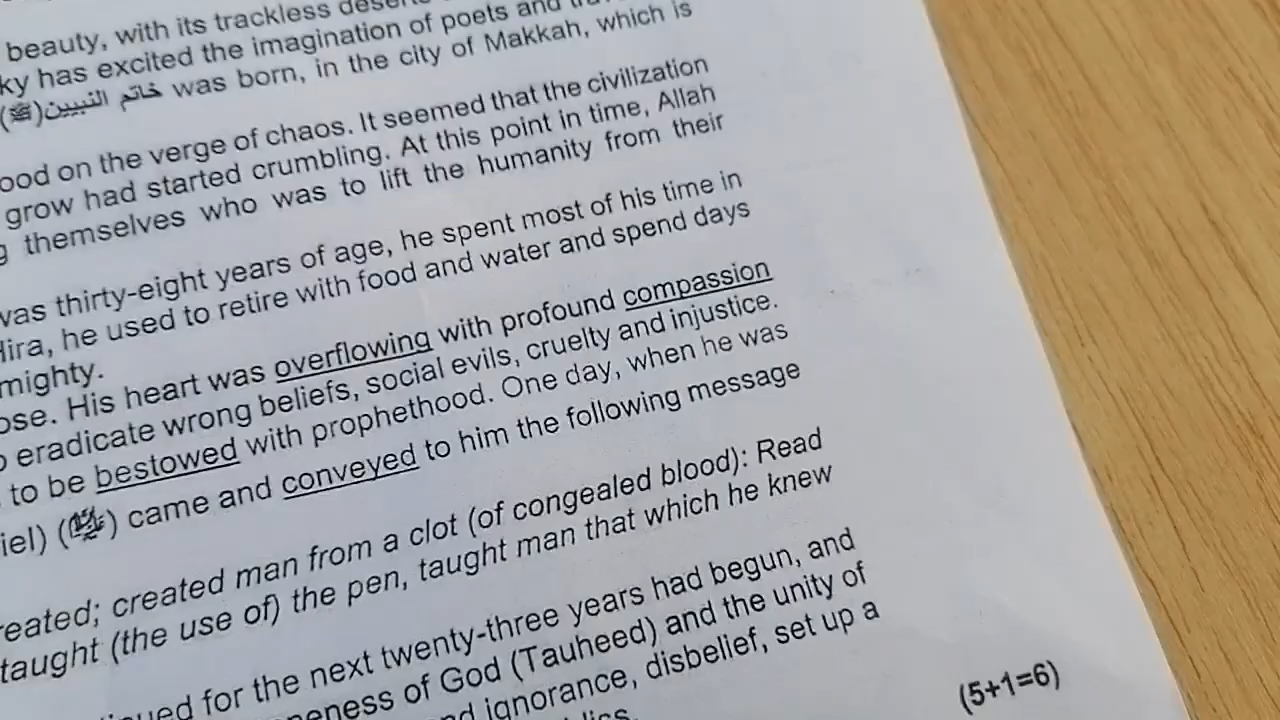 beauty, with its trackless
ky has excited the imagination of poets and
(ﷺ) خاتم النبيين was born, in the city of Makkah, which is
ood on the verge of chaos. It seemed that the civilization
grow had started crumbling. At this point in time, Allah
g themselves who was to lift the humanity from their
was thirty-eight years of age, he spent most of his time in
Hira, he used to retire with food and water and spend days
mighty.
ose. His heart was overflowing with profound compassion
o eradicate wrong beliefs, social evils, cruelty and injustice.
to be bestowed with prophethood. One day, when he was
iel) () came and conveyed to him the following message
reated; created man from a clot (of congealed blood): Read
taught (the use of) the pen, taught man that which he knew
nued for the next twenty-three years had begun, and
neness of God (Tauheed) and the unity of
nd ignorance, disbelief, set up a
(5+1=6)